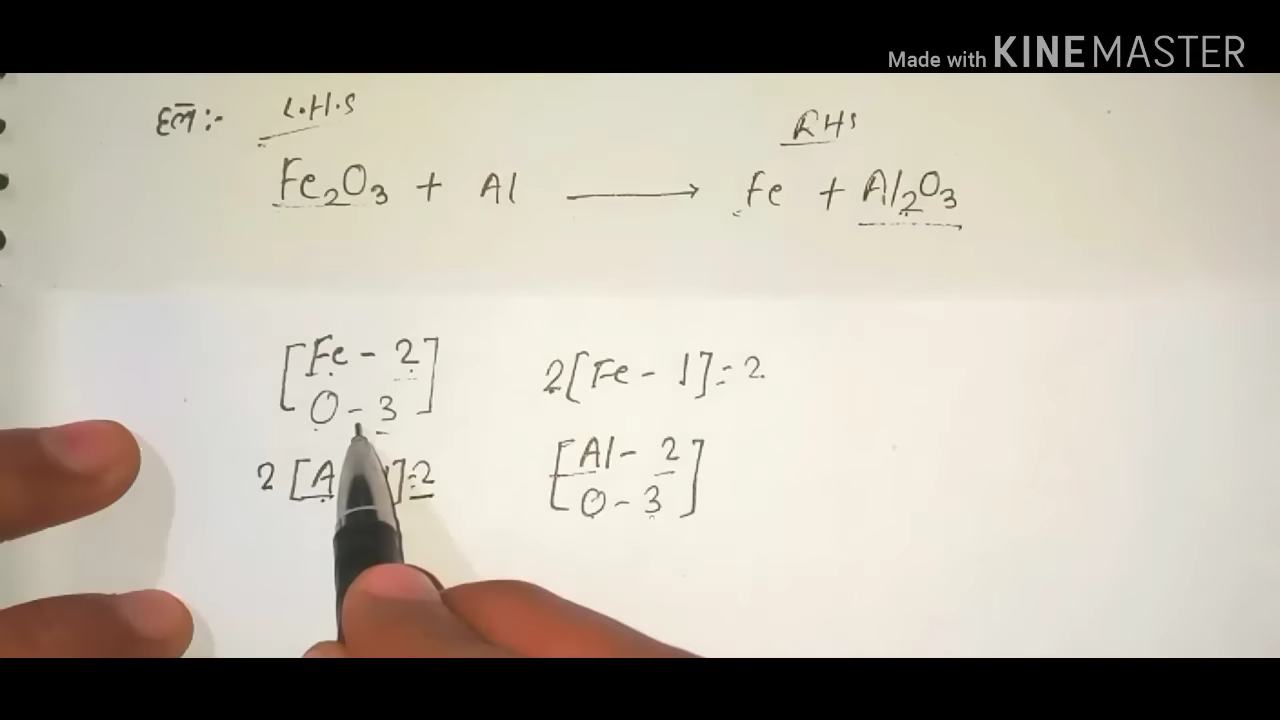 Made with KINEMASTER
हल :- L.H.S RHS
Fe₂O₃ + Al ⟶ Fe + Al₂O₃
[Fe - 2 2[Fe - 1] = 2
O - 3]
2 [A ] = 2 [Al - 2
O - 3]